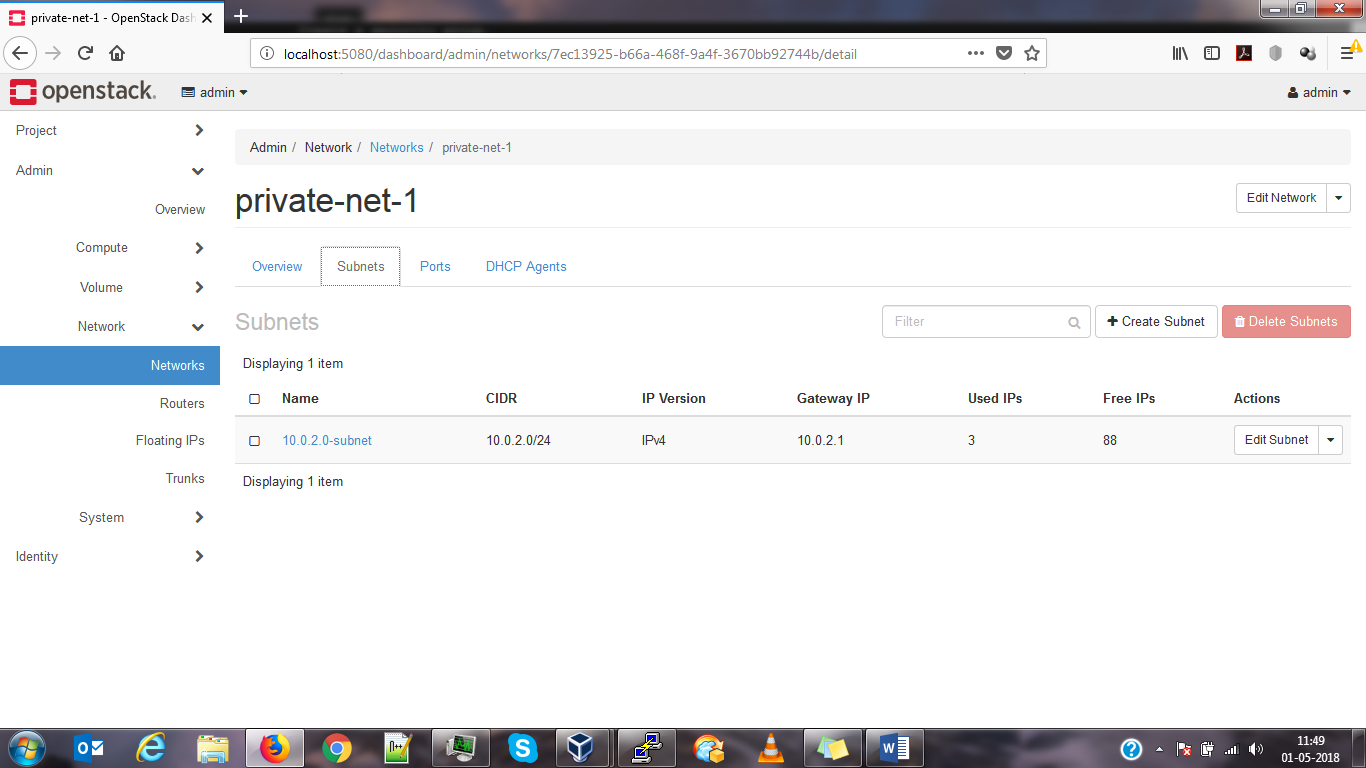 private-net-1 - OpenStack Dash
localhost:5080/dashboard/admin/networks/7ec13925-b66a-468f-9a4f-3670bb92744b/detail
openstack.
admin
admin
Project
Admin
Overview
Compute
Volume
Network
Networks
Routers
Floating IPs
Trunks
System
Identity
Admin / Network / Networks / private-net-1
private-net-1
Edit Network
Overview Subnets Ports DHCP Agents
Subnets
Filter
Create Subnet
Delete Subnets
Displaying 1 item
Name CIDR IP Version Gateway IP Used IPs Free IPs Actions
10.0.2.0-subnet 10.0.2.0/24 IPv4 10.0.2.1 3 88 Edit Subnet
Displaying 1 item
11:49
01-05-2018